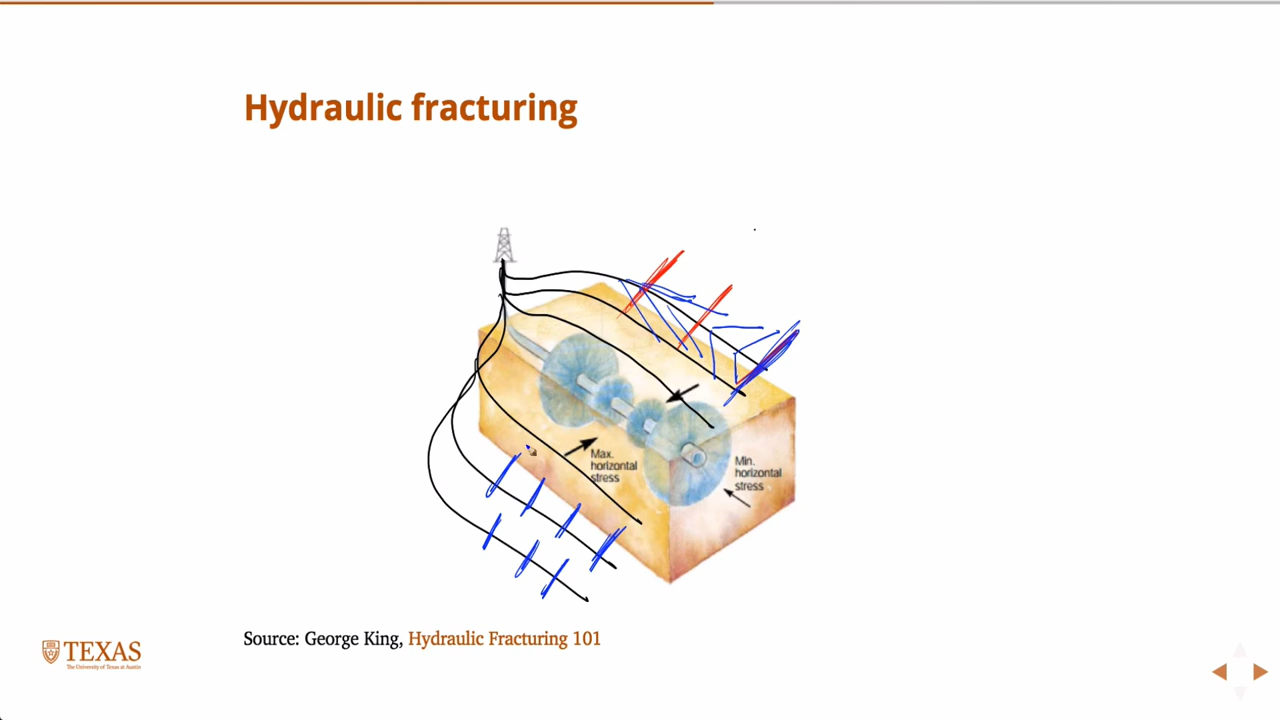 Hydraulic fracturing
Max.
horizontal
stress
Min.
horizontal
stress
Source: George King, Hydraulic Fracturing 101
TEXAS
The University of Texas at Austin